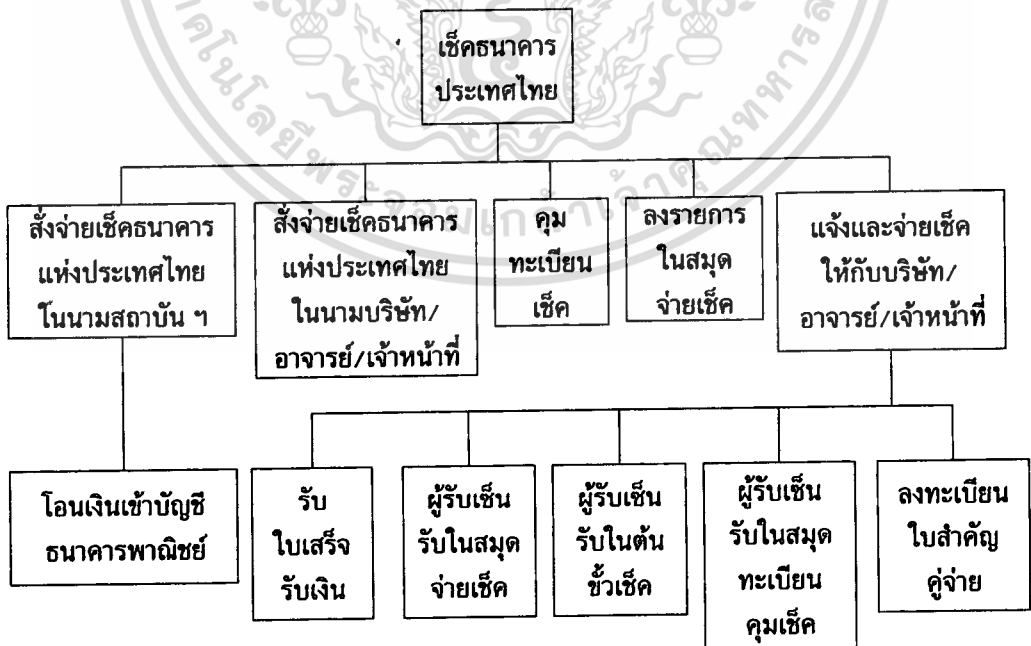 เช็คธนาคาร
ประเทศไทย
สั่งจ่ายเช็คธนาคาร
แห่งประเทศไทย
ในนามสถาบัน ฯ
สั่งจ่ายเช็คธนาคาร
แห่งประเทศไทย
ในนามบริษัท/
อาจารย์/เจ้าหน้าที่
คุม
ทะเบียน
เช็ค
ลงรายการ
ในสมุด
จ่ายเช็ค
แจ้งและจ่ายเช็ค
ให้กับบริษัท/
อาจารย์/เจ้าหน้าที่
โอนเงินเข้าบัญชี
ธนาคารพาณิชย์
รับ
ใบเสร็จ
รับเงิน
ผู้รับเซ็น
รับในสมุด
จ่ายเช็ค
ผู้รับเซ็น
รับในต้น
ขั้วเช็ค
ผู้รับเซ็น
รับในสมุด
ทะเบียน
คุมเช็ค
ลงทะเบียน
ใบสำคัญ
คู่จ่าย